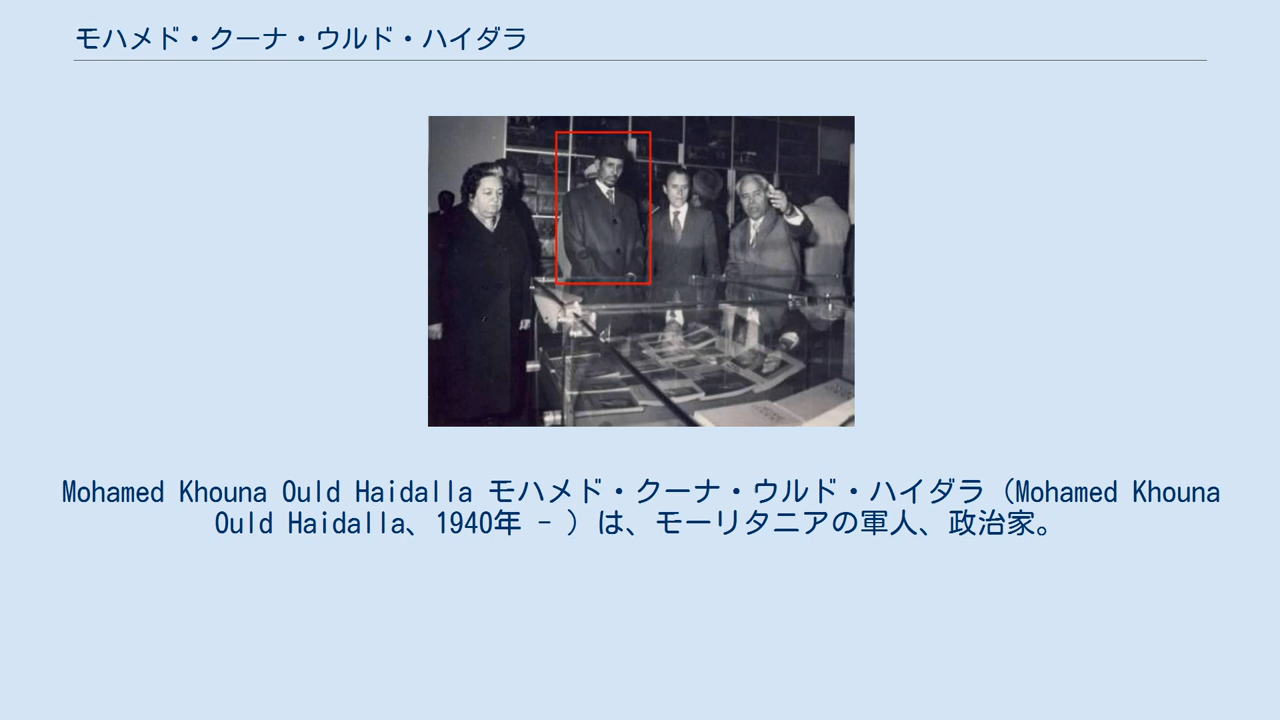 モハメド・クーナ・ウルド・ハイダラ
Mohamed Khouna Ould Haidalla モハメド・クーナ・ウルド・ハイダラ（Mohamed Khouna
Ould Haidalla、1940年 - ）は、モーリタニアの軍人、政治家。